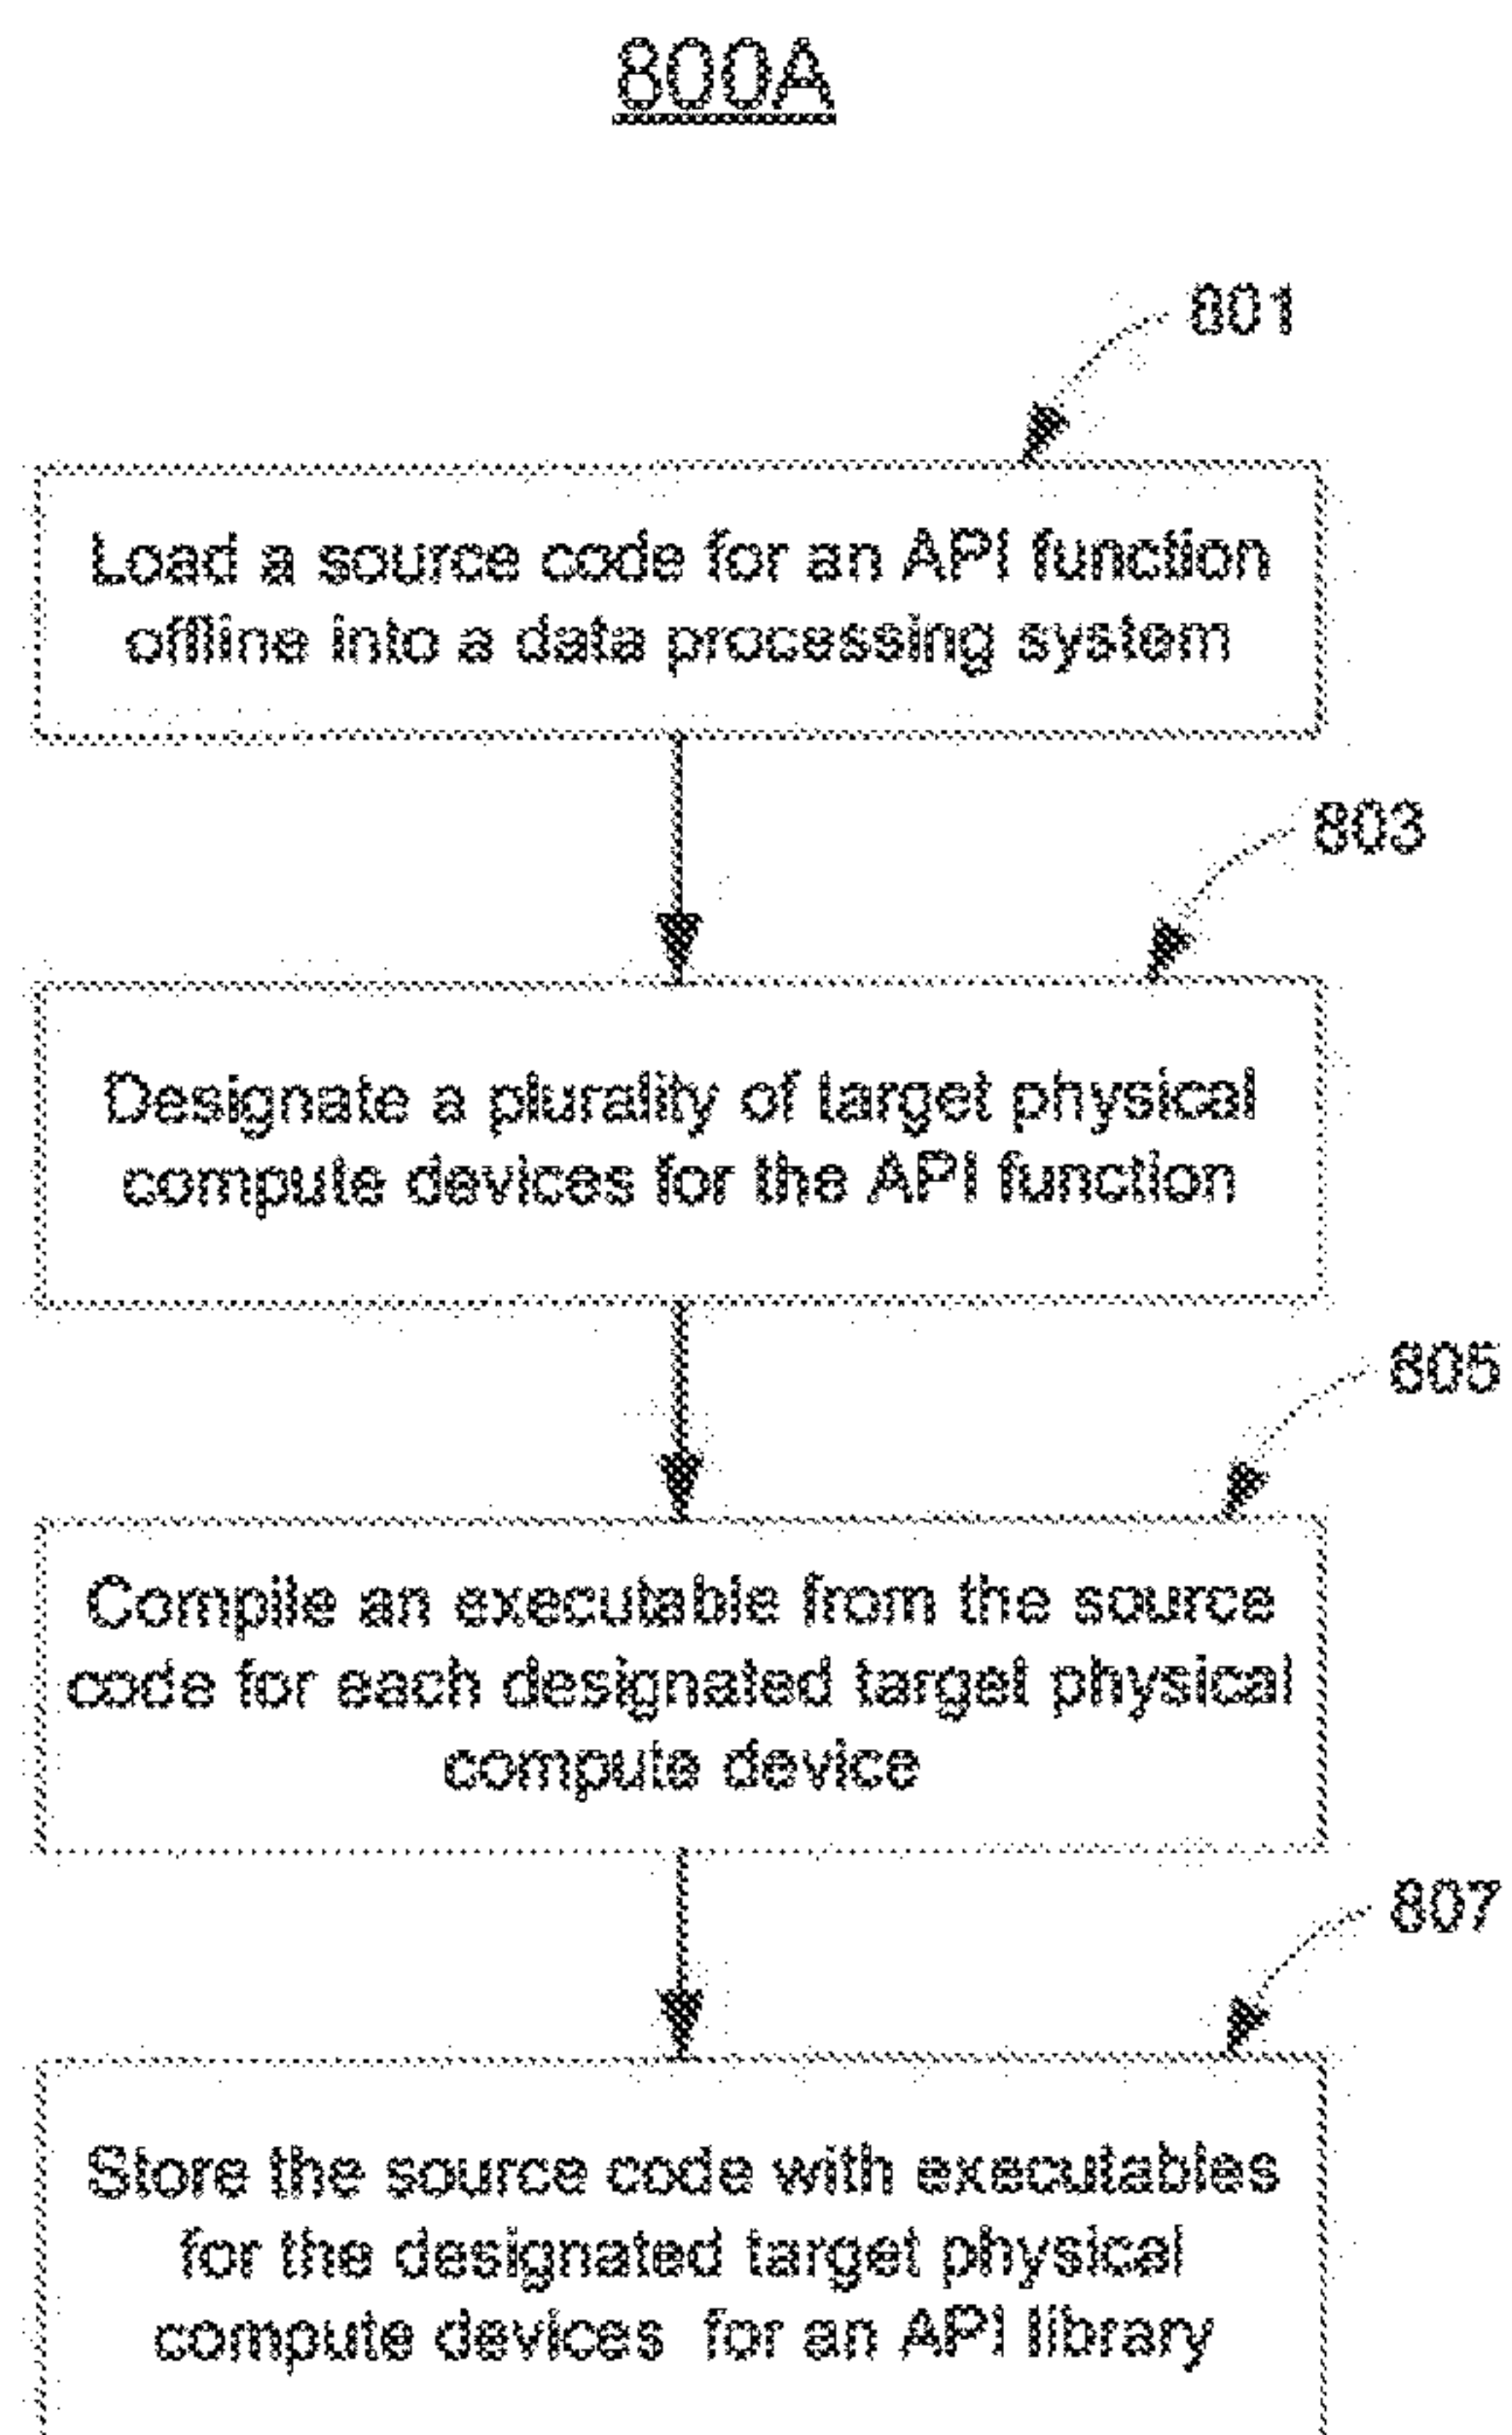 800A
801
Load a source code for an API function
offline into a data processing system
803
Designate a plurality of target physical
compute devices for the API function
805
Compile an executable from the source
code for each designated target physical
compute device
807
Store the source code with executables
for the designated target physical
compute devices for an API library